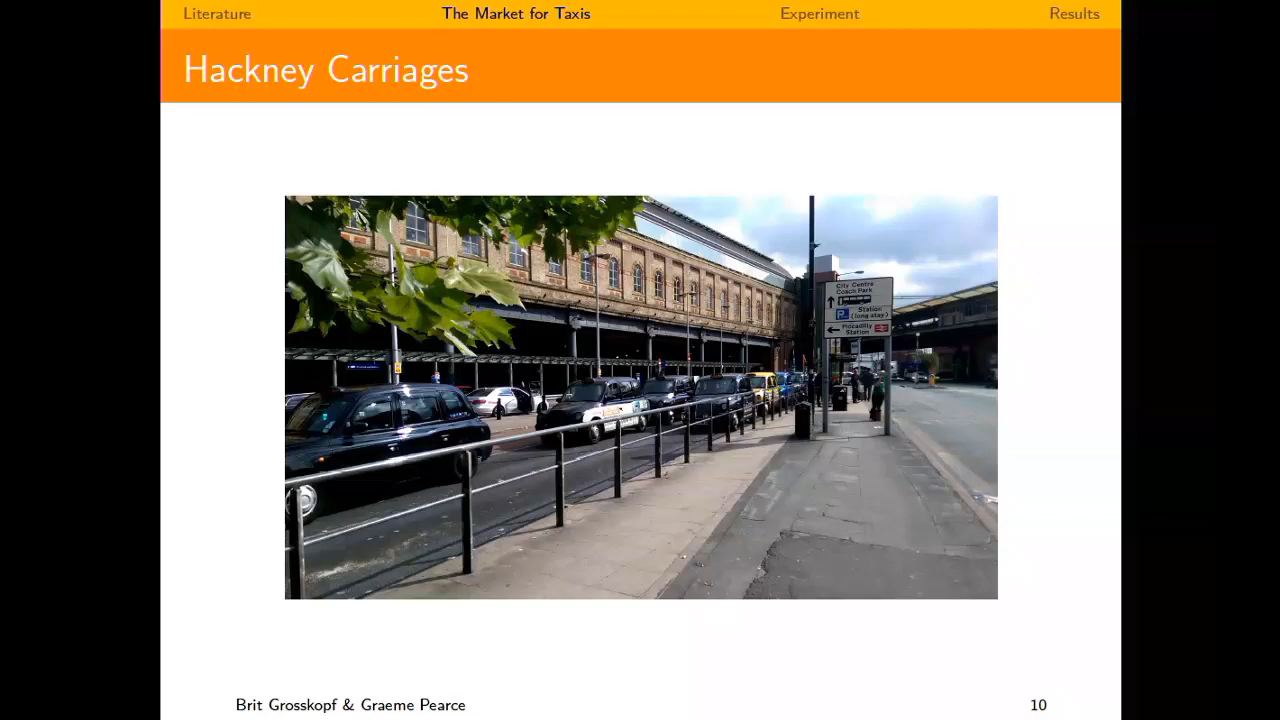 Literature
The Market for Taxis
Experiment
Results
Hackney Carriages
City Centre
Coach Park
P
Station
(long stay)
Piccadilly
Station
Brit Grosskopf & Graeme Pearce
10